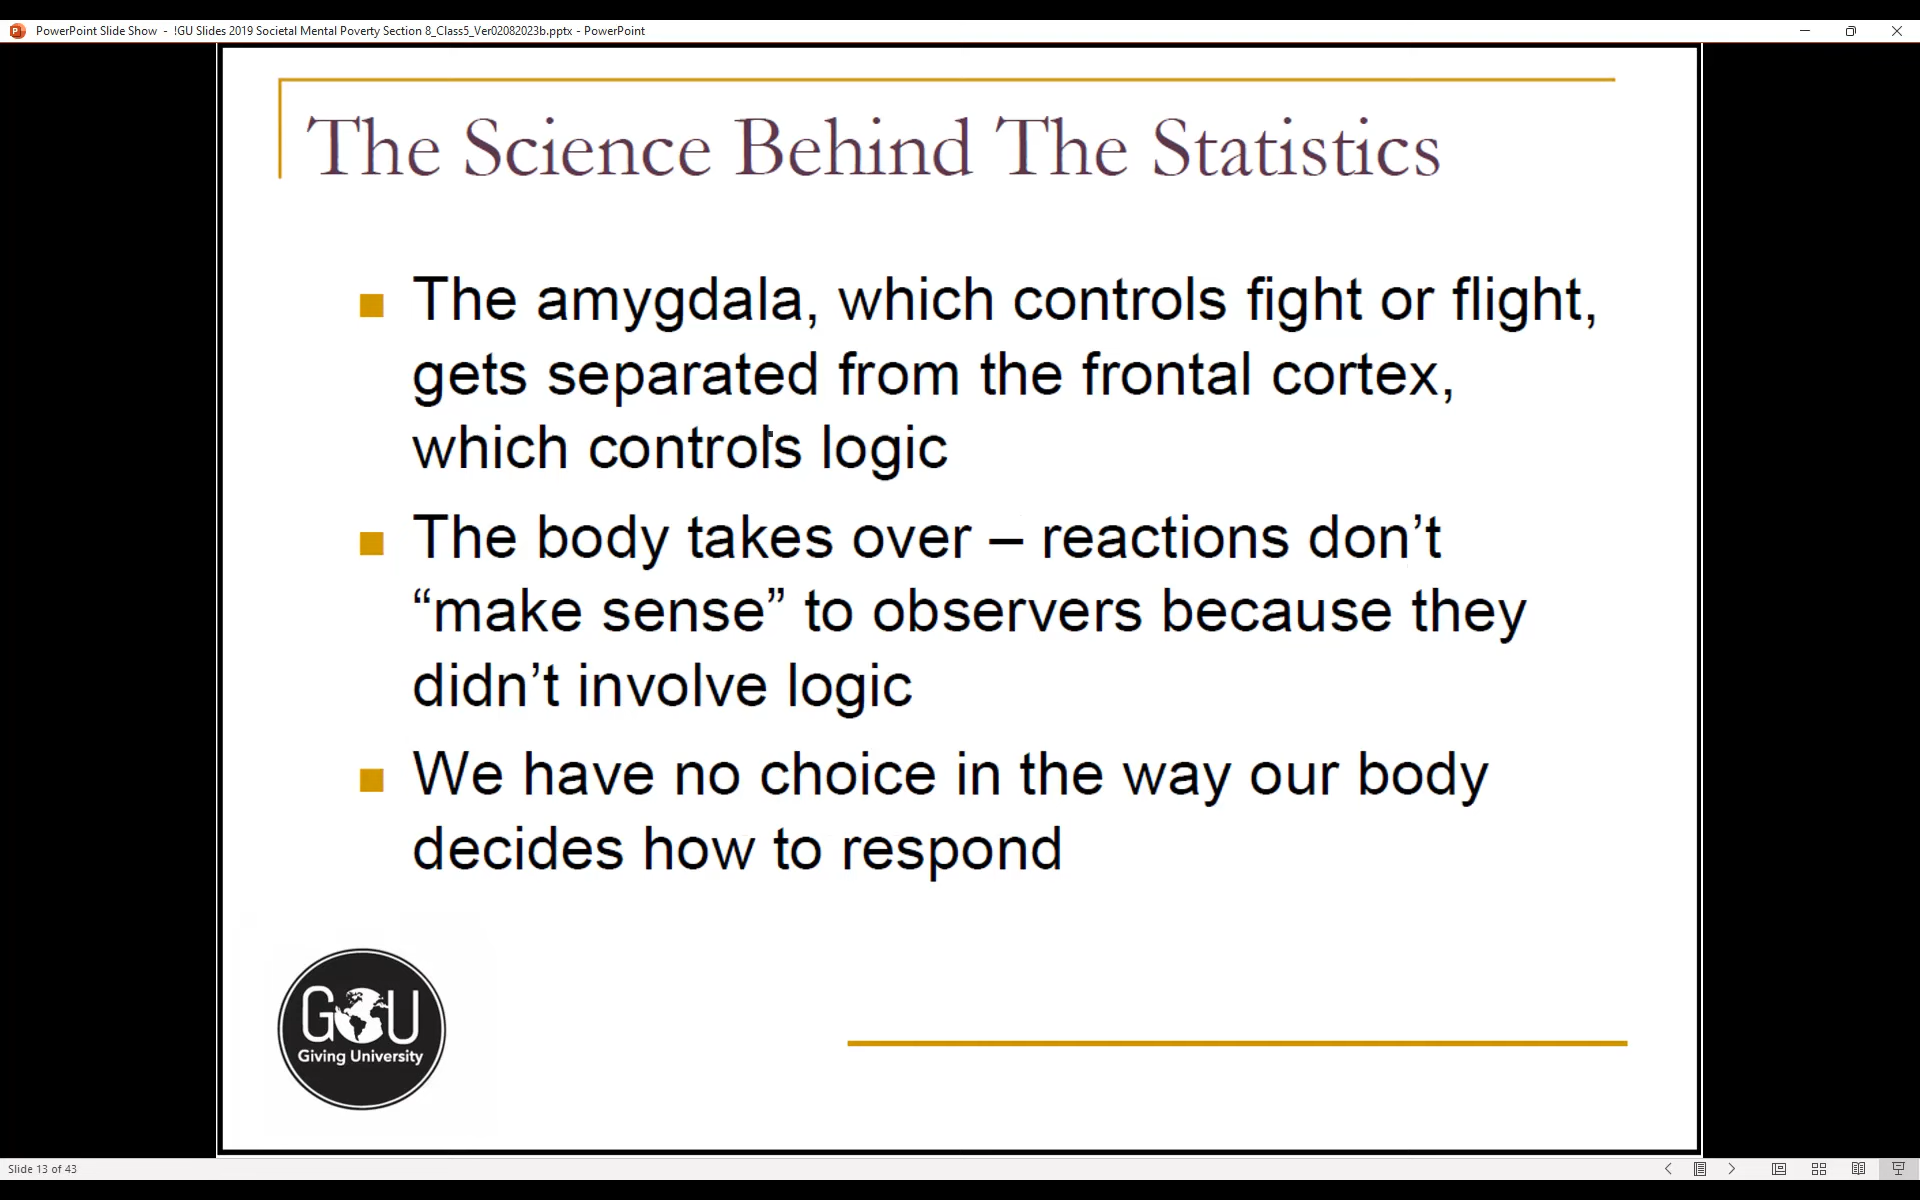 PowerPoint Slide Show - !GU Slides 2019 Societal Mental Poverty Section 8_Class5_Ver02082023b.pptx - PowerPoint
The Science Behind The Statistics
The amygdala, which controls fight or flight,
gets separated from the frontal cortex,
which controls logic
The body takes over – reactions don’t
“make sense” to observers because they
didn’t involve logic
We have no choice in the way our body
decides how to respond
GU
Giving University
Slide 13 of 43